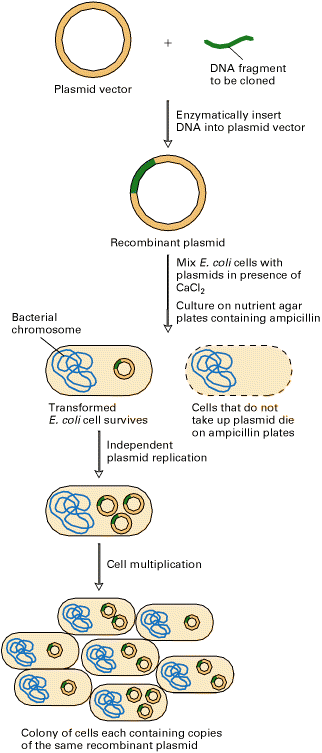 +
Plasmid vector
DNA fragment
to be cloned
Enzymatically insert
DNA into plasmid vector
Recombinant plasmid
Mix E. coli cells with
plasmids in presence of
CaCl₂
Culture on nutrient agar
plates containing ampicillin
Bacterial
chromosome
Transformed
E. coli cell survives
Cells that do not
take up plasmid die
on ampicillin plates
Independent
plasmid replication
Cell multiplication
Colony of cells each containing copies
of the same recombinant plasmid